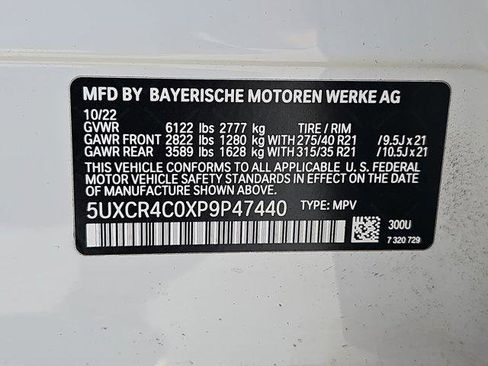 MFD BY BAYERISCHE MOTOREN WERKE AG
10/22
GVWR 6122 lbs 2777 kg TIRE / RIM
GAWR FRONT 2822 lbs 1280 kg WITH 275/40 R21 /9.5J x 21
GAWR REAR 3589 lbs 1628 kg WITH 315/35 R21 /10.5J x 21
THIS VEHICLE CONFORMS TO ALL APPLICABLE U. S. FEDERAL
MOTOR VEHICLE SAFETY STANDARDS IN EFFECT ON THE DATE
OF MANUFACTURE SHOWN ABOVE.
5UXCR4C0XP9P47440 TYPE: MPV
300U
7 320 729